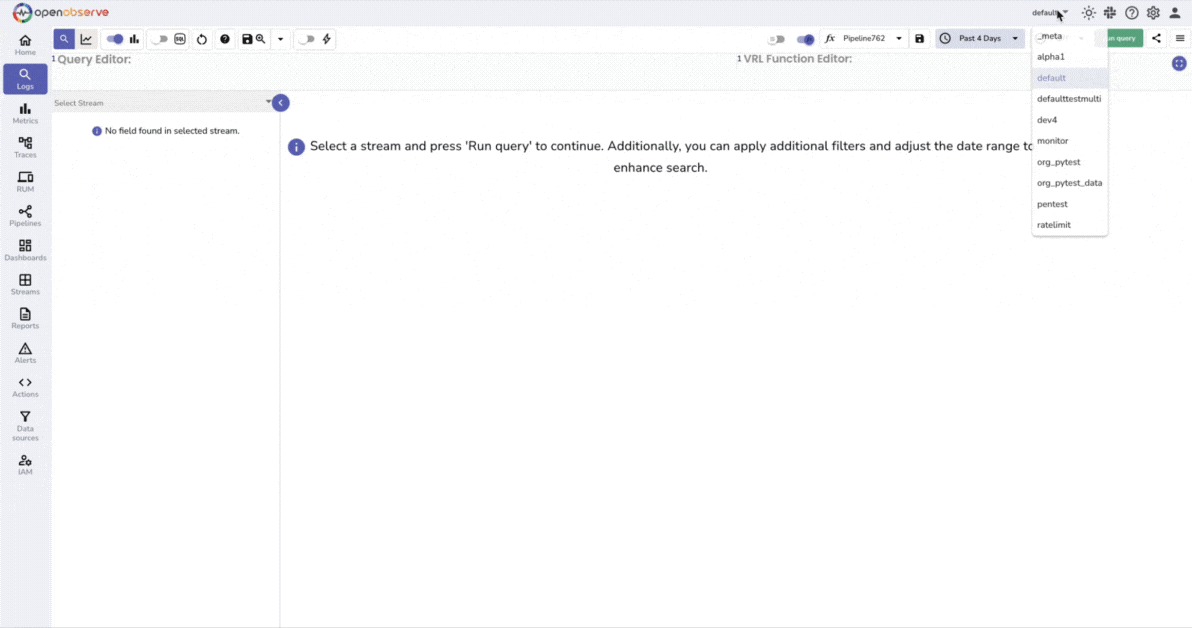 openobserve
default
Home
Logs
Metrics
Traces
RUM
Pipelines
Dashboards
Streams
Reports
Alerts
Actions
Data
sources
IAM
SQL
fx Pipeline762
Past 4 Days
query
1 Query Editor:
1 VRL Function Editor:
Select Stream
No field found in selected stream.
Select a stream and press 'Run query' to continue. Additionally, you can apply additional filters and adjust the date range to
enhance search.
_meta
alpha1
default
defaulttestmulti
dev4
monitor
org_pytest
org_pytest_data
pentest
ratelimit